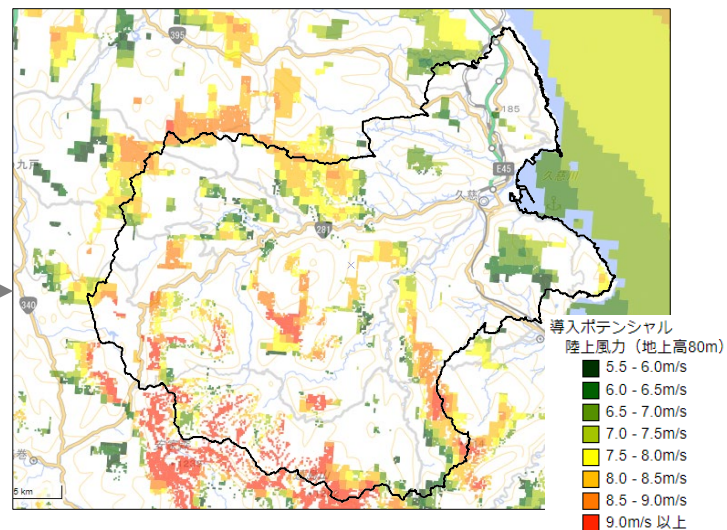 395
185
九戸
E45
久慈
281
340
5 km
導入ポテンシャル
陸上風力（地上高80m）
5.5 - 6.0m/s
6.0 - 6.5m/s
6.5 - 7.0m/s
7.0 - 7.5m/s
7.5 - 8.0m/s
8.0 - 8.5m/s
8.5 - 9.0m/s
9.0m/s 以上